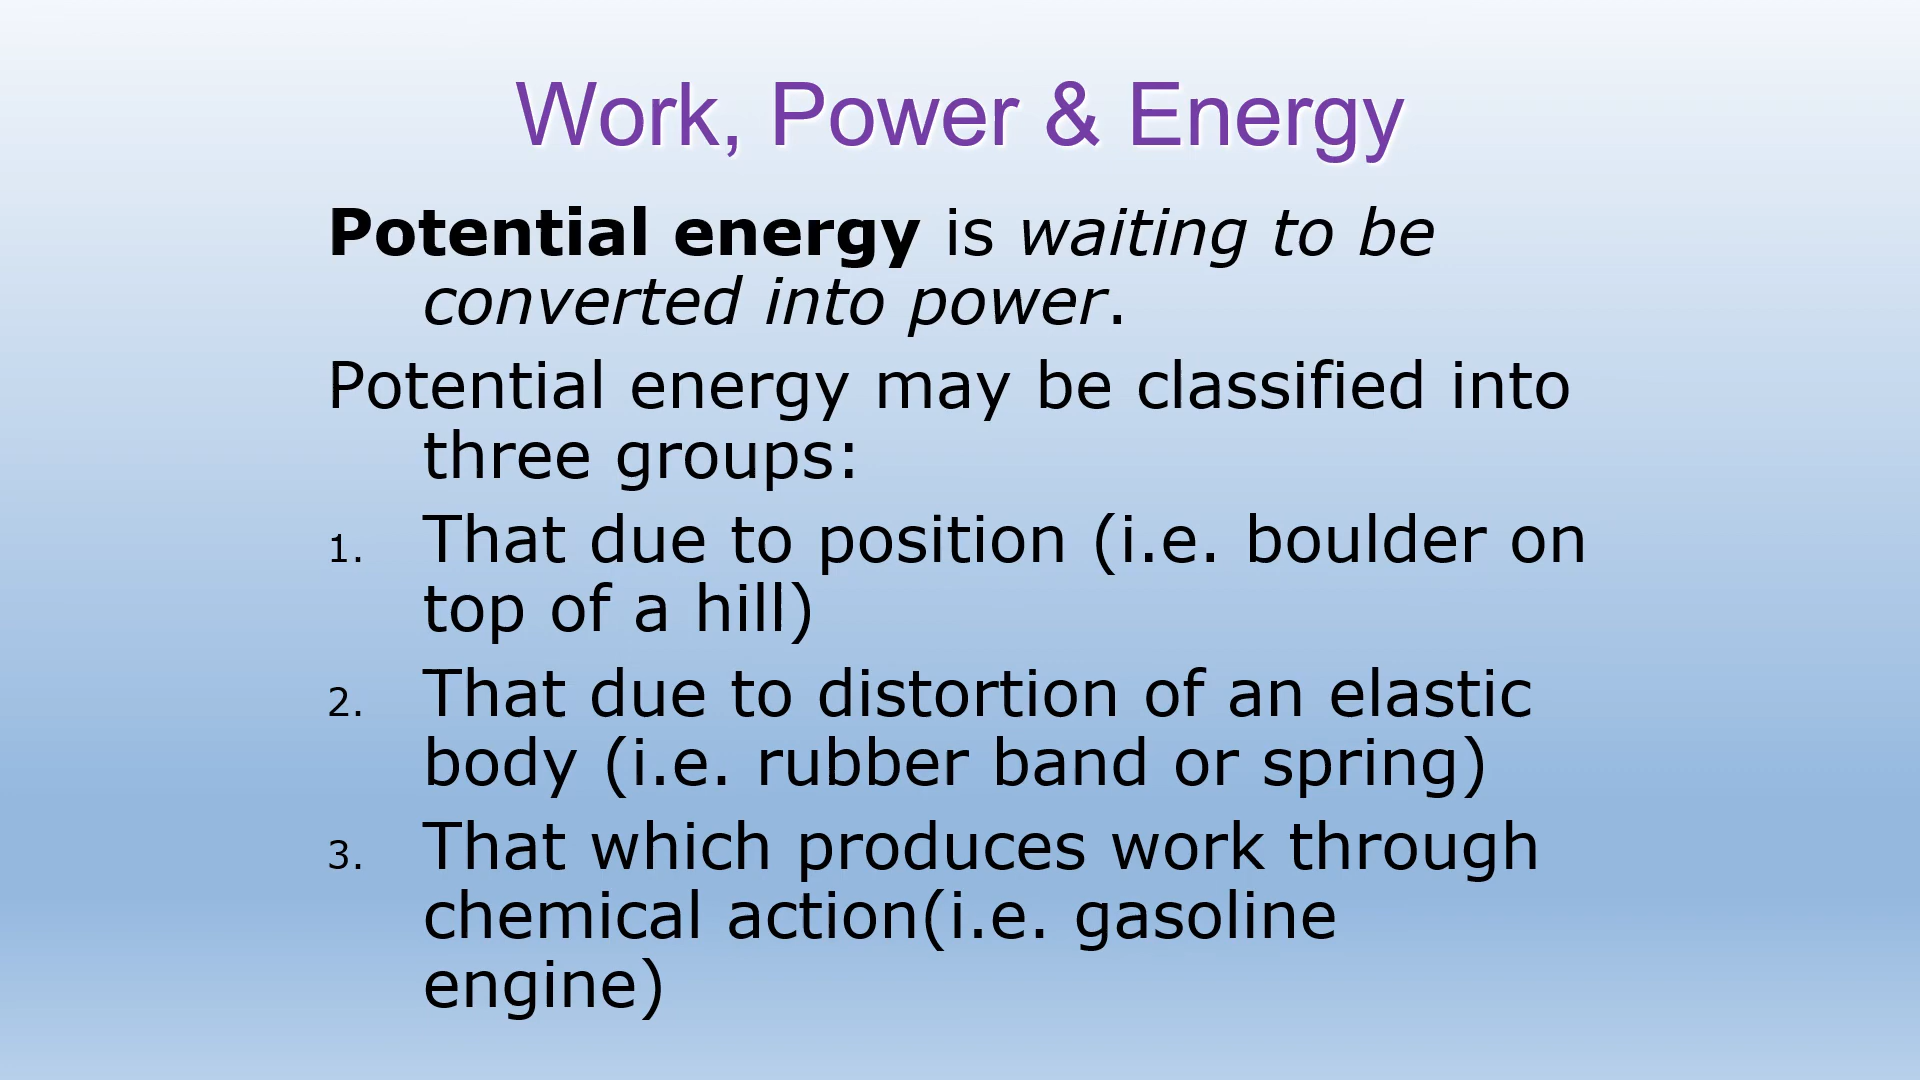 Work, Power & Energy
Potential energy is waiting to be
converted into power.
Potential energy may be classified into
three groups:
1. That due to position (i.e. boulder on
top of a hill)
2. That due to distortion of an elastic
body (i.e. rubber band or spring)
3. That which produces work through
chemical action(i.e. gasoline
engine)